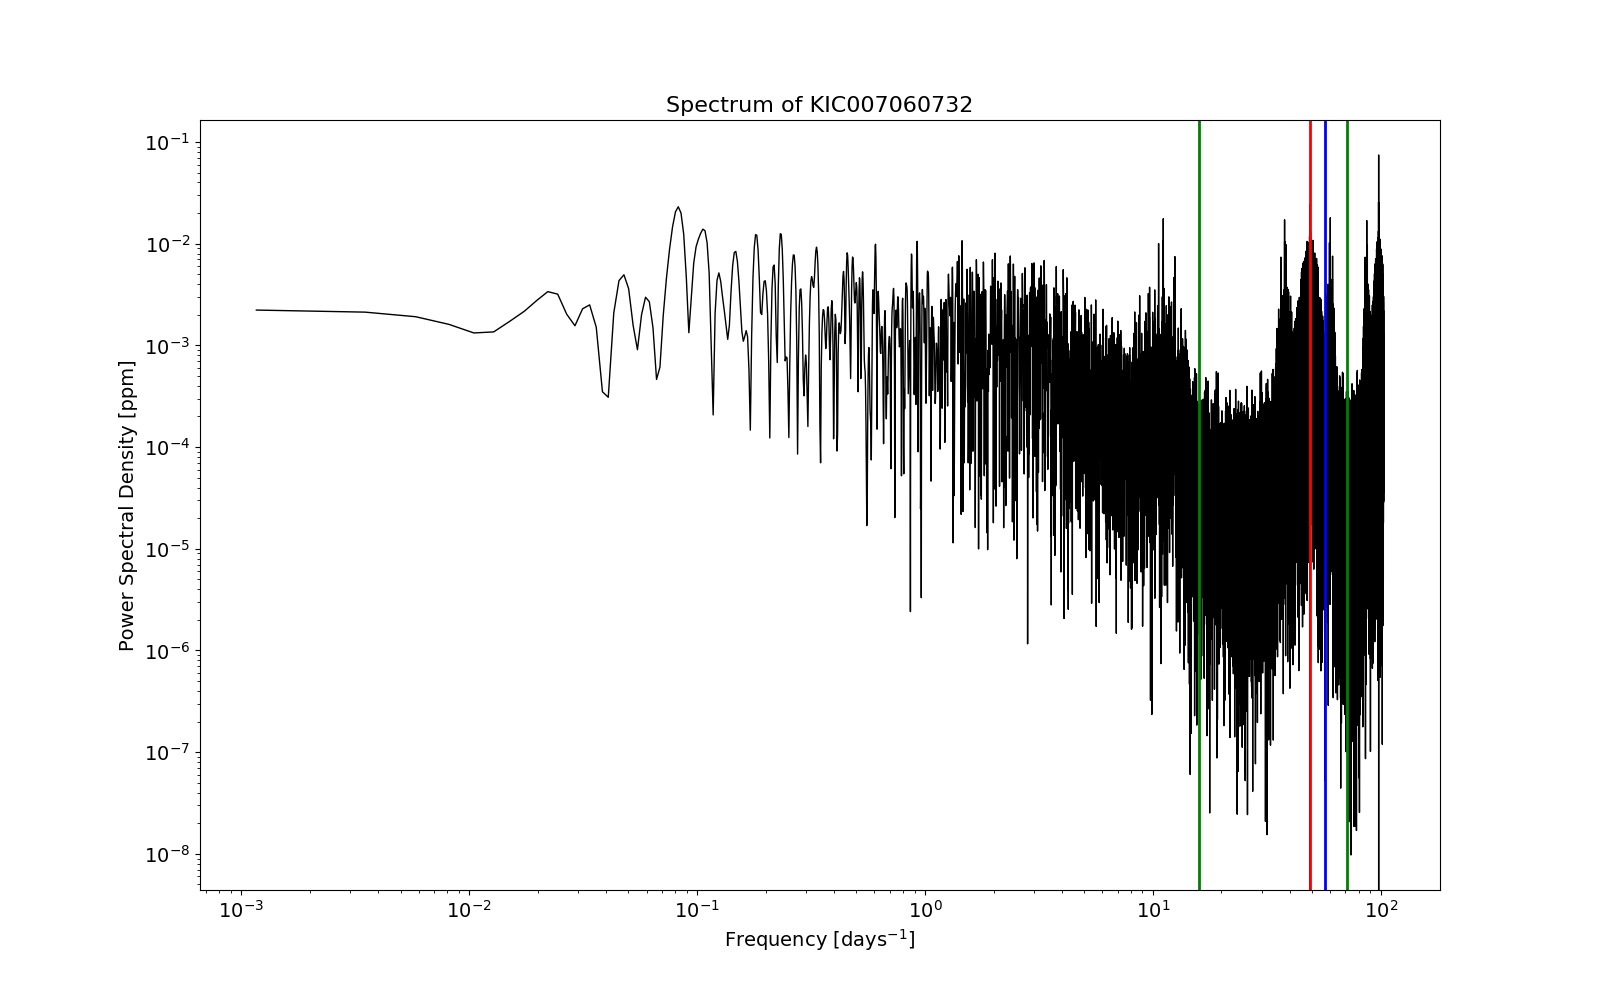 Spectrum of KIC007060732
Power Spectral Density [ppm]
10⁻¹
10⁻²
10⁻³
10⁻⁴
10⁻⁵
10⁻⁶
10⁻⁷
10⁻⁸
10⁻³ 10⁻² 10⁻¹ 10⁰ 10¹ 10²
Frequency [days⁻¹]